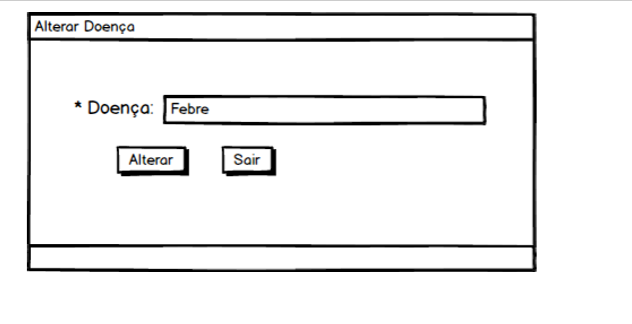 Alterar Doença
* Doença: Febre
Alterar Sair